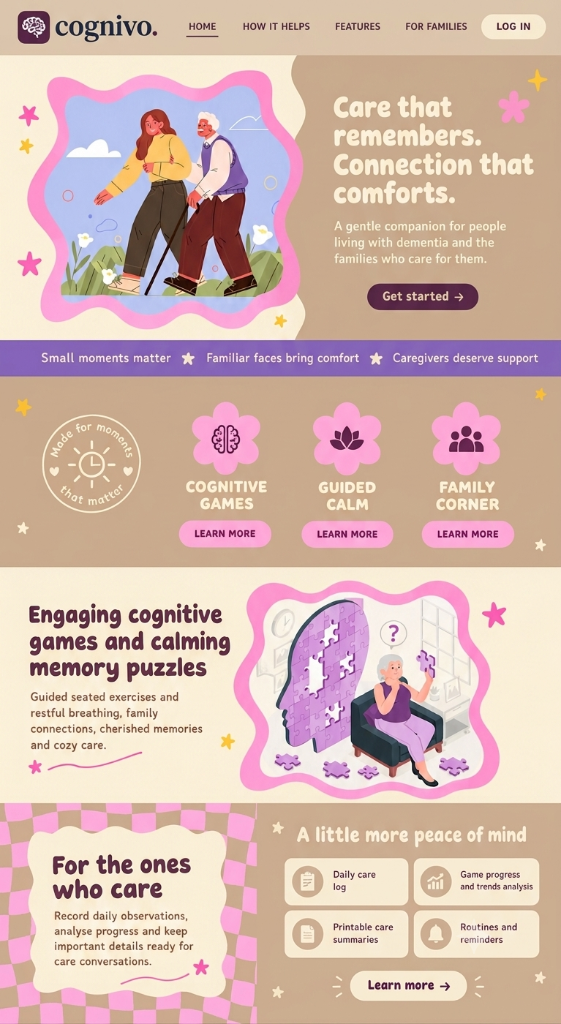 cognivo.
HOME
HOW IT HELPS
FEATURES
FOR FAMILIES
LOG IN
Care that
remembers.
Connection that
comforts.
A gentle companion for people
living with dementia and the
families who care for them.
Get started →
Small moments matter
Familiar faces bring comfort
Caregivers deserve support
Made for moments
that matter
COGNITIVE
GAMES
LEARN MORE
GUIDED
CALM
LEARN MORE
FAMILY
CORNER
LEARN MORE
Engaging cognitive
games and calming
memory puzzles
Guided seated exercises and
restful breathing, family
connections, cherished memories
and cozy care.
?
For the ones
who care
Record daily observations,
analyse progress and keep
important details ready for
care conversations.
A little more peace of mind
Daily care
log
Game progress
and trends analysis
Printable care
summaries
Routines and
reminders
Learn more →